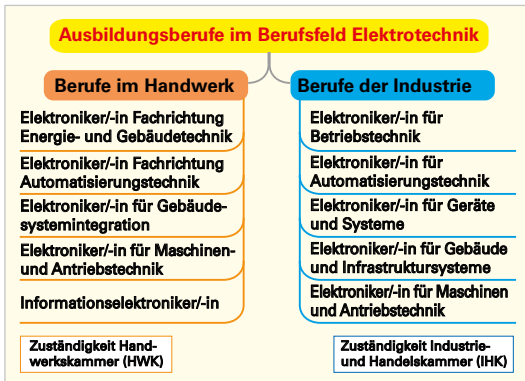 Ausbildungsberufe im Berufsfeld Elektrotechnik
Berufe im Handwerk
Elektroniker/-in Fachrichtung
Energie- und Gebäudetechnik
Elektroniker/-in Fachrichtung
Automatisierungstechnik
Elektroniker/-in für Gebäude-
systemintegration
Elektroniker/-in für Maschinen-
und Antriebstechnik
Informationselektroniker/-in
Zuständigkeit Hand-
werkskammer (HWK)
Berufe der Industrie
Elektroniker/-in für
Betriebstechnik
Elektroniker/-in für
Automatisierungstechnik
Elektroniker/-in für Geräte
und Systeme
Elektroniker/-in für Gebäude
und Infrastruktursysteme
Elektroniker/-in für Maschinen
und Antriebstechnik
Zuständigkeit Industrie-
und Handelskammer (IHK)